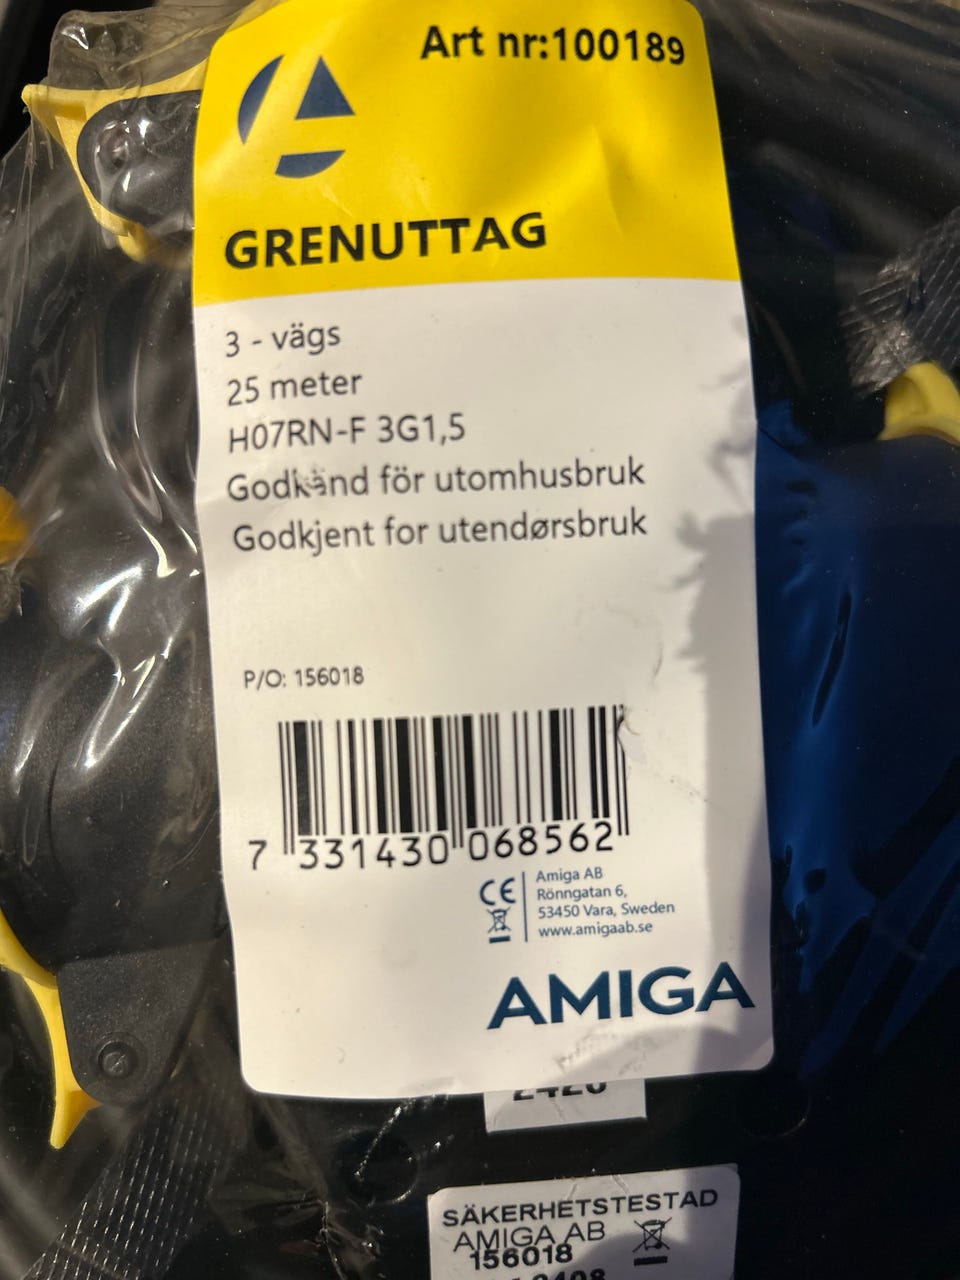 Art nr:100189
GRENUTTAG
3 - vägs
25 meter
H07RN-F 3G1,5
Godkänd för utomhusbruk
Godkjent for utendørsbruk
P/O: 156018
7 331430 068562
CE
Amiga AB
Rönngatan 6,
53450 Vara, Sweden
www.amigaab.se
AMIGA
SÄKERHETSTESTAD
AMIGA AB
156018